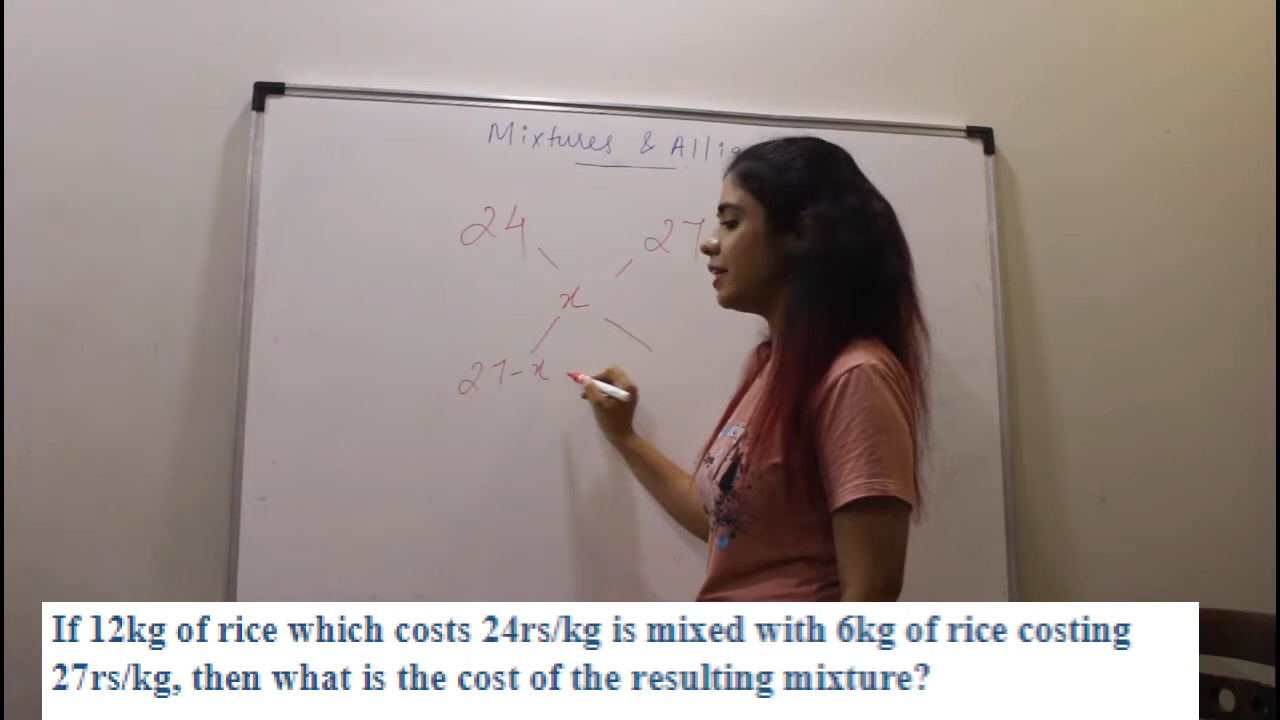 Mixtures & Allig
24 27
x
27-x
If 12kg of rice which costs 24rs/kg is mixed with 6kg of rice costing
27rs/kg, then what is the cost of the resulting mixture?